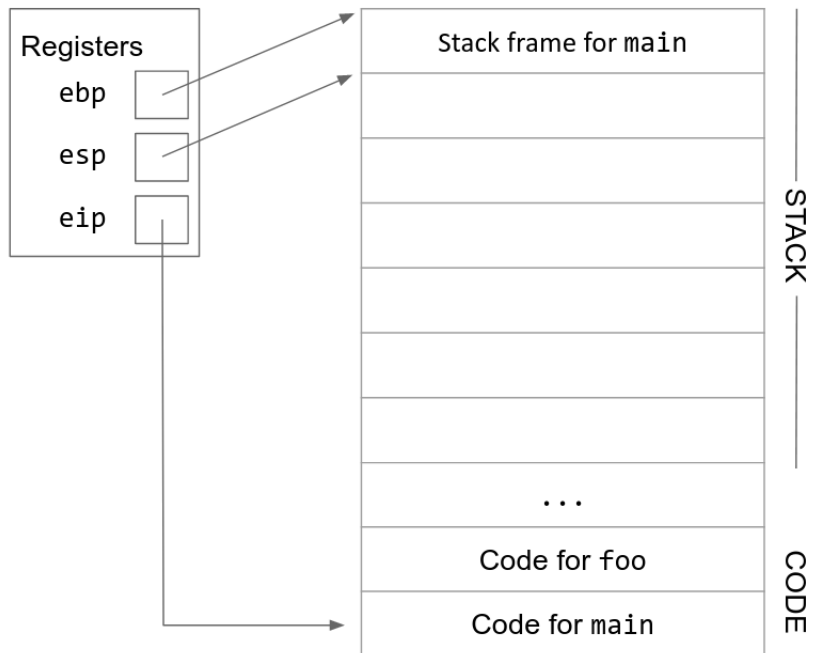 Registers
ebp
esp
eip
Stack frame for main
...
Code for foo
Code for main
STACK
CODE